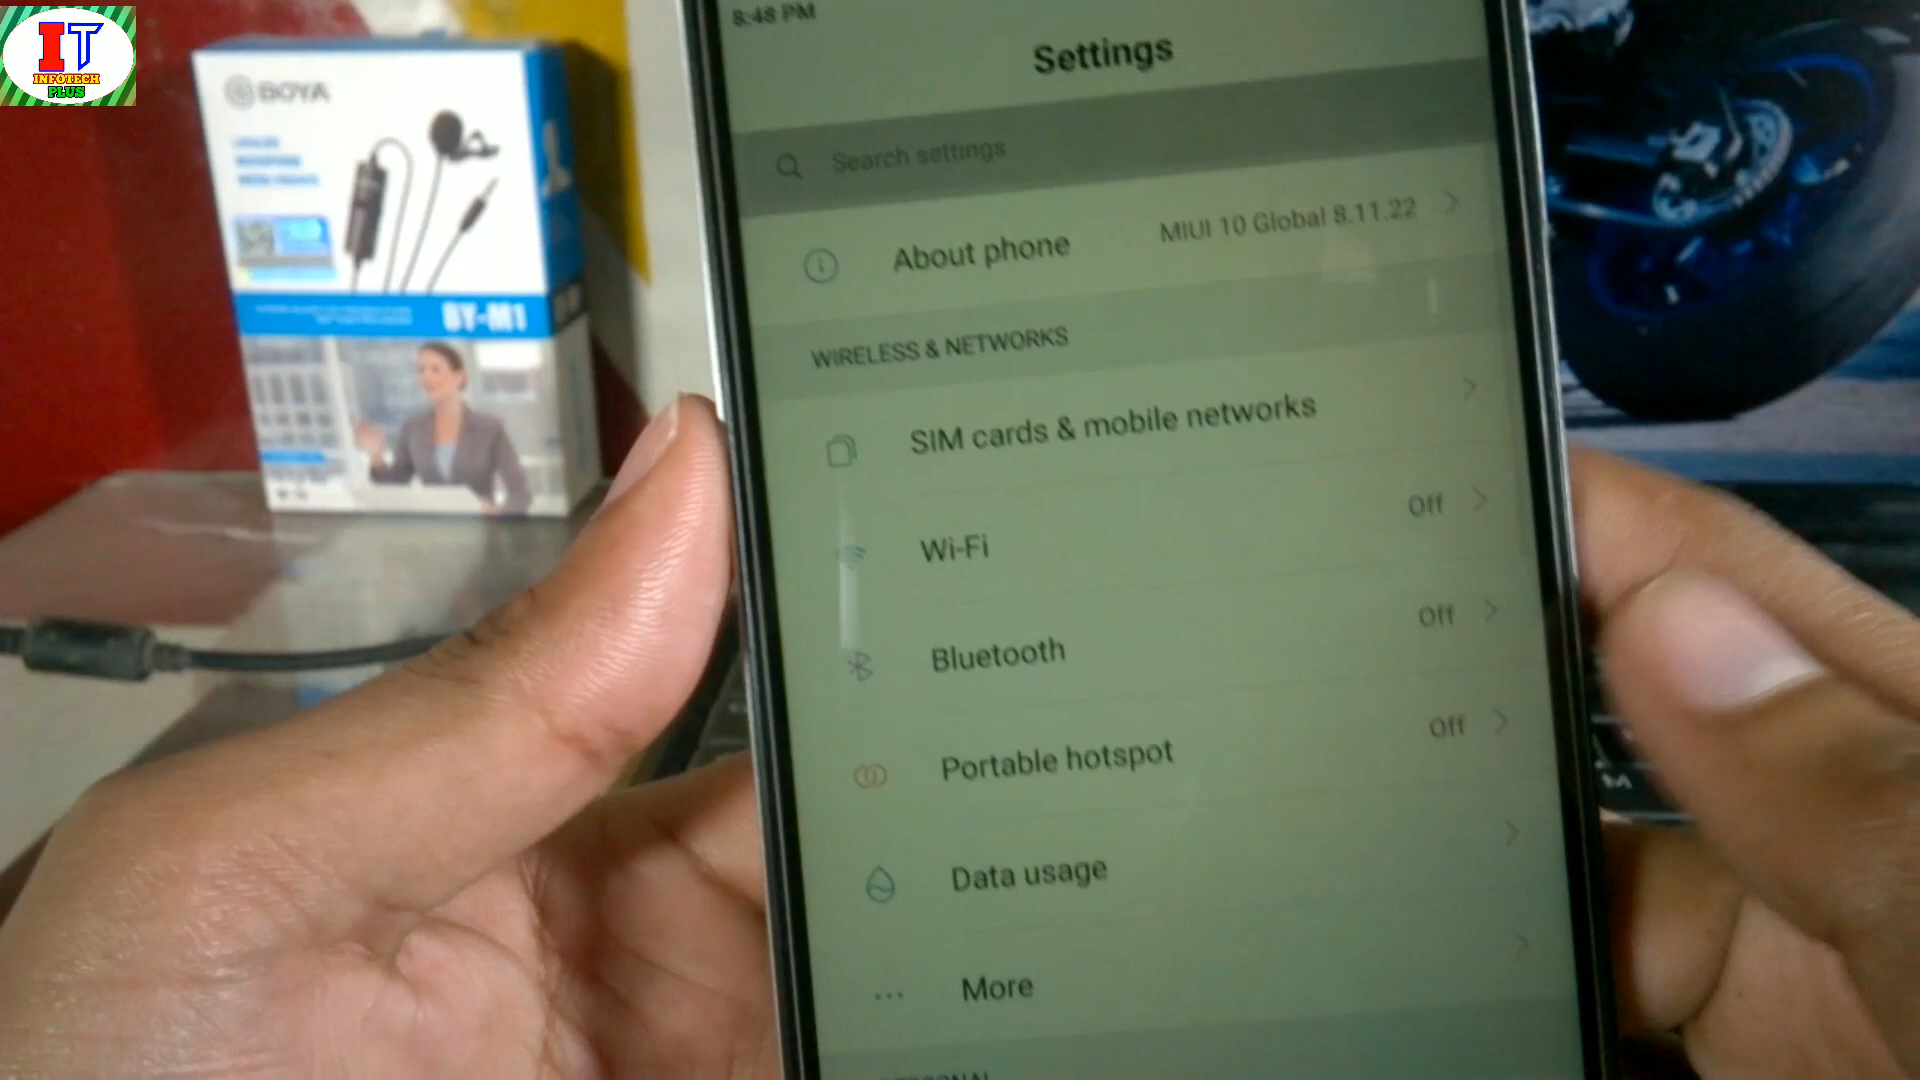 IT
INFOTECH
PLUS
BOYA
BY-M1
8:48 PM
Settings
Search settings
About phone
MIUI 10 Global 8.11.22
WIRELESS & NETWORKS
SIM cards & mobile networks
Wi-Fi
Off
Bluetooth
Off
Portable hotspot
Off
Data usage
More